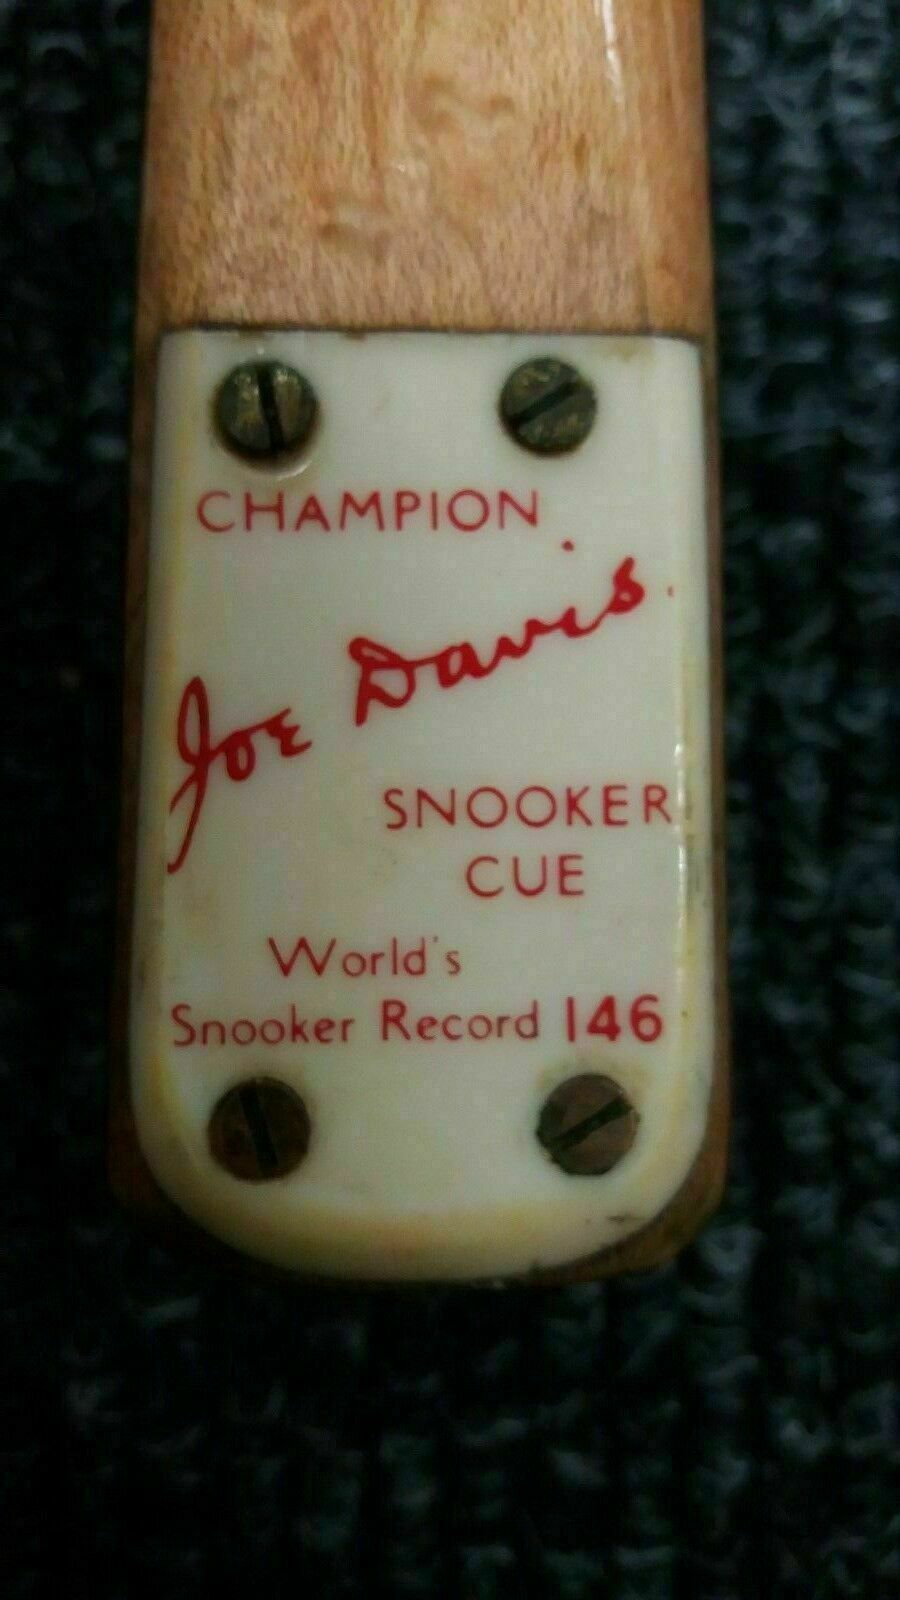 CHAMPION
Joe Davis.
SNOOKER
CUE
World's
Snooker Record 146